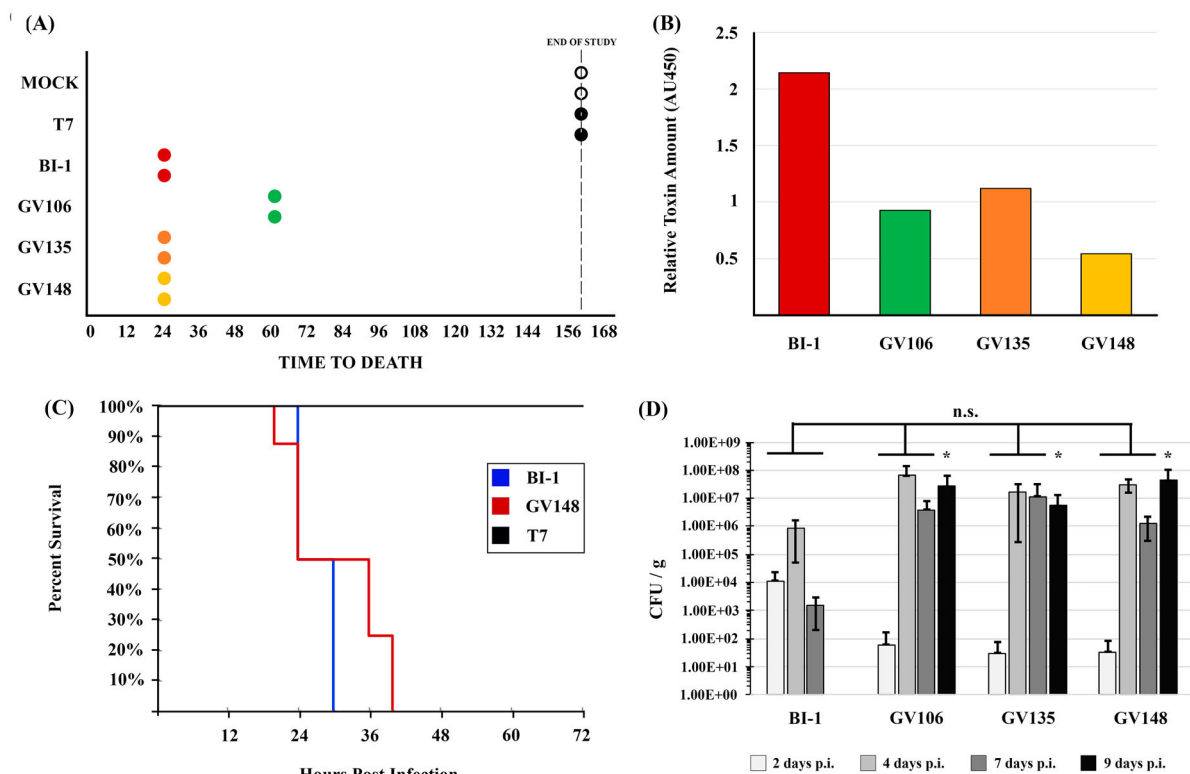 (A)
END OF STUDY
MOCK
T7
BI-1
GV106
GV135
GV148
0 12 24 36 48 60 72 84 96 108 120 132 144 156 168
TIME TO DEATH
(B)
Relative Toxin Amount (AU450)
2.5
2
1.5
1
0.5
BI-1 GV106 GV135 GV148
(C)
Percent Survival
100%
90%
80%
70%
60%
50%
40%
30%
20%
10%
BI-1
GV148
T7
12 24 36 48 60 72
Hours Post Infection
(D)
n.s.
* * *
CFU / g
1.00E+09
1.00E+08
1.00E+07
1.00E+06
1.00E+05
1.00E+04
1.00E+03
1.00E+02
1.00E+01
1.00E+00
BI-1 GV106 GV135 GV148
2 days p.i. 4 days p.i. 7 days p.i. 9 days p.i.